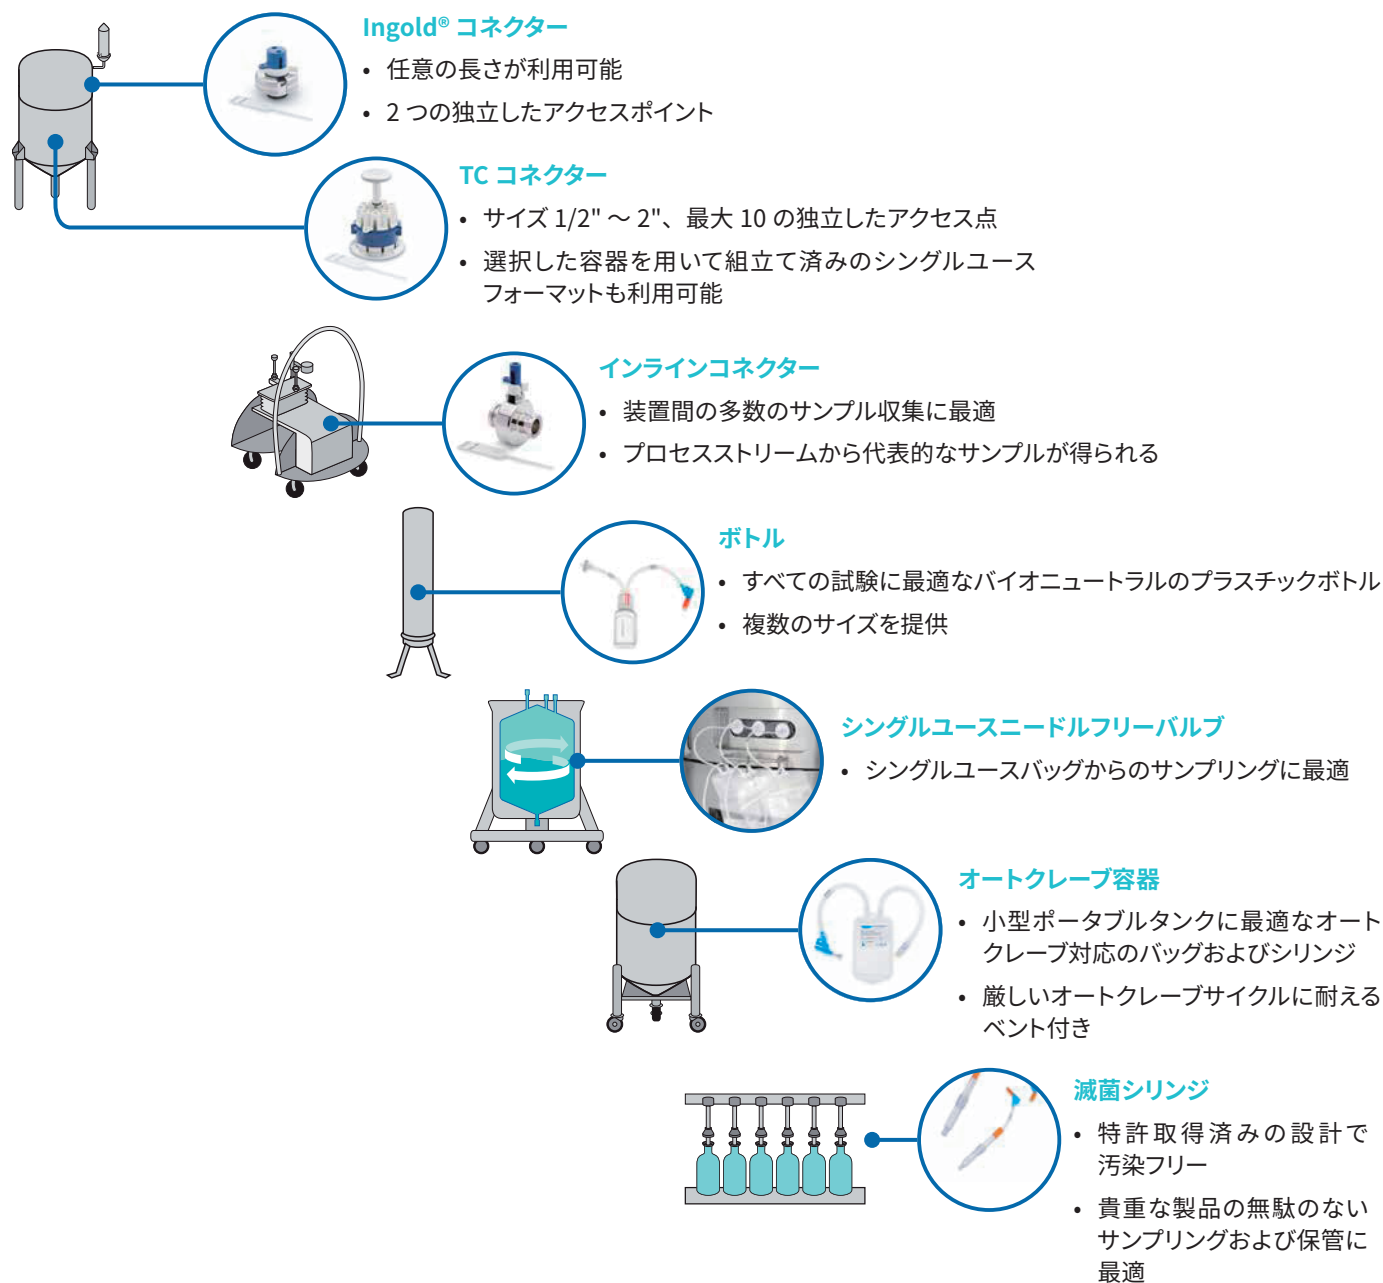 Ingold® コネクター
• 任意の長さが利用可能
• 2 つの独立したアクセスポイント
TC コネクター
• サイズ 1/2" ～ 2"、最大 10 の独立したアクセス点
• 選択した容器を用いて組立て済みのシングルユース
フォーマットも利用可能
インラインコネクター
• 装置間の多数のサンプル収集に最適
• プロセスストリームから代表的なサンプルが得られる
ボトル
• すべての試験に最適なバイオニュートラルのプラスチックボトル
• 複数のサイズを提供
シングルユースニードルフリーバルブ
• シングルユースバッグからのサンプリングに最適
オートクレーブ容器
• 小型ポータブルタンクに最適なオート
クレーブ対応のバッグおよびシリンジ
• 厳しいオートクレーブサイクルに耐える
ベント付き
滅菌シリンジ
• 特許取得済みの設計で
汚染フリー
• 貴重な製品の無駄のない
サンプリングおよび保管に
最適